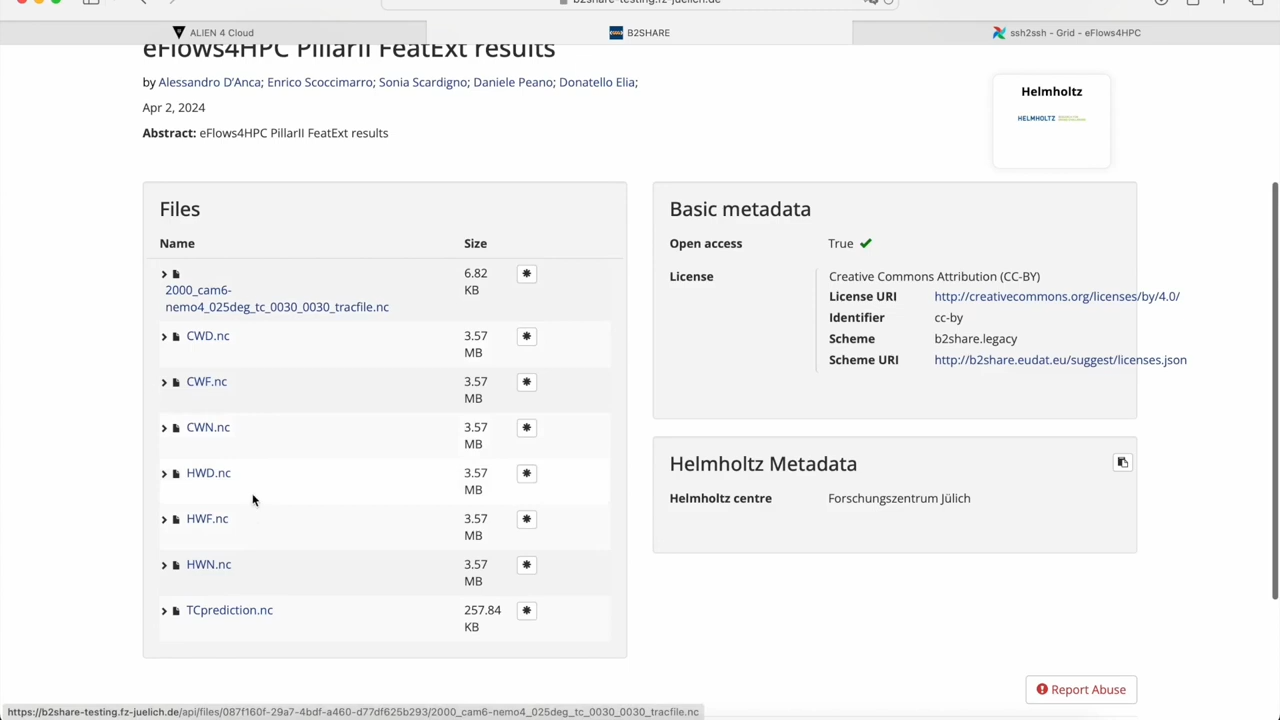 b2share-testing.fz-juelich.de
ALIEN 4 Cloud
B2SHARE
ssh2ssh - Grid - eFlows4HPC
eFlows4HPC PillarII FeatExt results
by Alessandro D'Anca; Enrico Scoccimarro; Sonia Scardigno; Daniele Peano; Donatello Elia;
Apr 2, 2024
Abstract: eFlows4HPC PillarII FeatExt results
Helmholtz
HELMHOLTZ
Files
Name Size
2000_cam6-
nemo4_025deg_tc_0030_0030_tracfile.nc
6.82
KB
CWD.nc
3.57
MB
CWF.nc
3.57
MB
CWN.nc
3.57
MB
HWD.nc
3.57
MB
HWF.nc
3.57
MB
HWN.nc
3.57
MB
TCprediction.nc
257.84
KB
Basic metadata
Open access True
License Creative Commons Attribution (CC-BY)
License URI http://creativecommons.org/licenses/by/4.0/
Identifier cc-by
Scheme b2share.legacy
Scheme URI http://b2share.eudat.eu/suggest/licenses.json
Helmholtz Metadata
Helmholtz centre Forschungszentrum Jülich
Report Abuse
https://b2share-testing.fz-juelich.de/api/files/087f160f-29a7-4bdf-a460-d77df625b293/2000_cam6-nemo4_025deg_tc_0030_0030_tracfile.nc